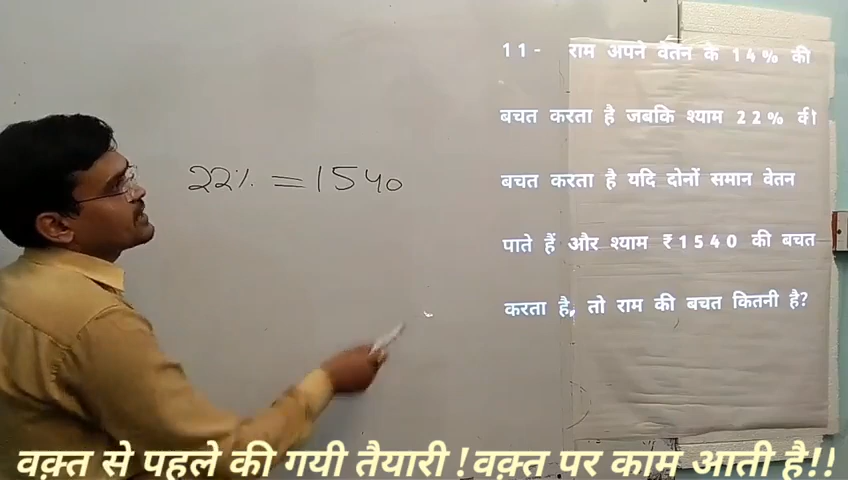 22% = 1540
11- राम अपने वेतन के 14% की
बचत करता है जबकि श्याम 22% की
बचत करता है यदि दोनों समान वेतन
पाते हैं और श्याम ₹1540 की बचत
करता है, तो राम की बचत कितनी है?
वक़्त से पहले की गयी तैयारी ! वक़्त पर काम आती है!!